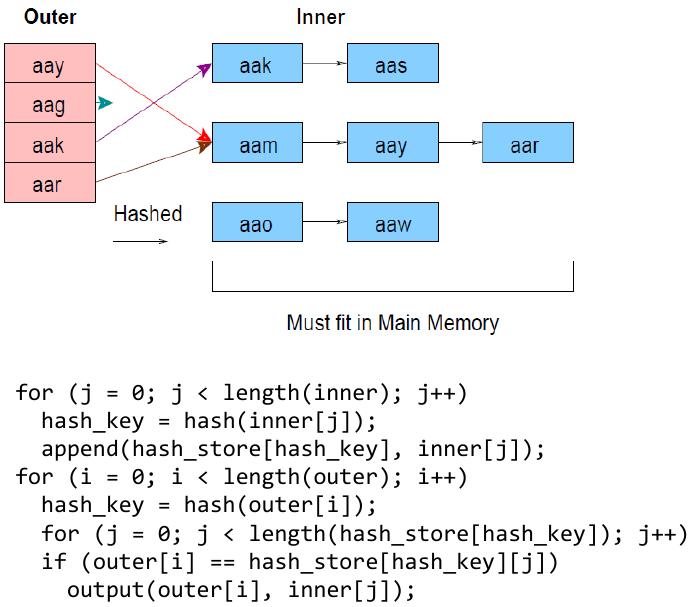 Outer Inner
aay aak aas
aag
aak aam aay aar
aar
Hashed aao aaw
Must fit in Main Memory
for (j = 0; j < length(inner); j++)
hash_key = hash(inner[j]);
append(hash_store[hash_key], inner[j]);
for (i = 0; i < length(outer); i++)
hash_key = hash(outer[i]);
for (j = 0; j < length(hash_store[hash_key]); j++)
if (outer[i] == hash_store[hash_key][j])
output(outer[i], inner[j]);